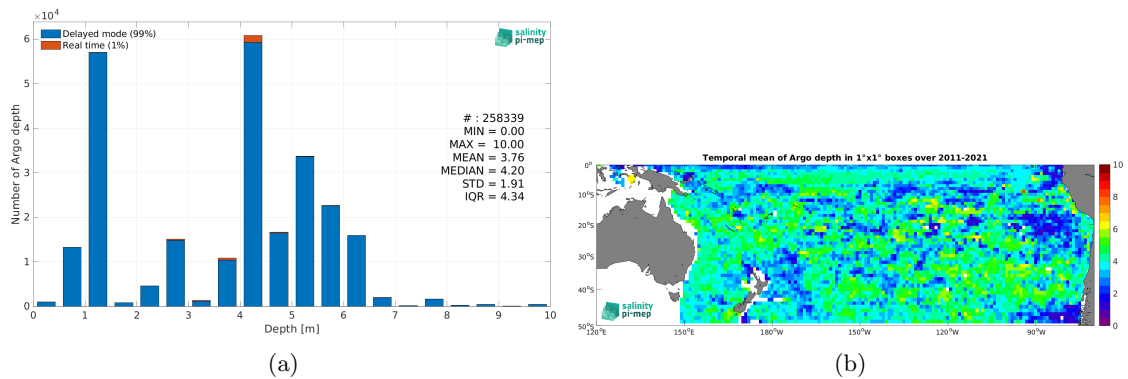 ×10⁴
6
5
4
3
2
1
0
Number of Argo depth
Delayed mode (99%)
Real time (1%)
salinity
pi-mep
# : 258339
MIN = 0.00
MAX = 10.00
MEAN = 3.76
MEDIAN = 4.20
STD = 1.91
IQR = 4.34
0 1 2 3 4 5 6 7 8 9 10
Depth [m]
(a)
Temporal mean of Argo depth in 1°x1° boxes over 2011-2021
0°
10°S
20°S
30°S
40°S
50°S
120°E 150°E 180°W 150°W 120°W 90°W
salinity
pi-mep
10
8
6
4
2
0
(b)